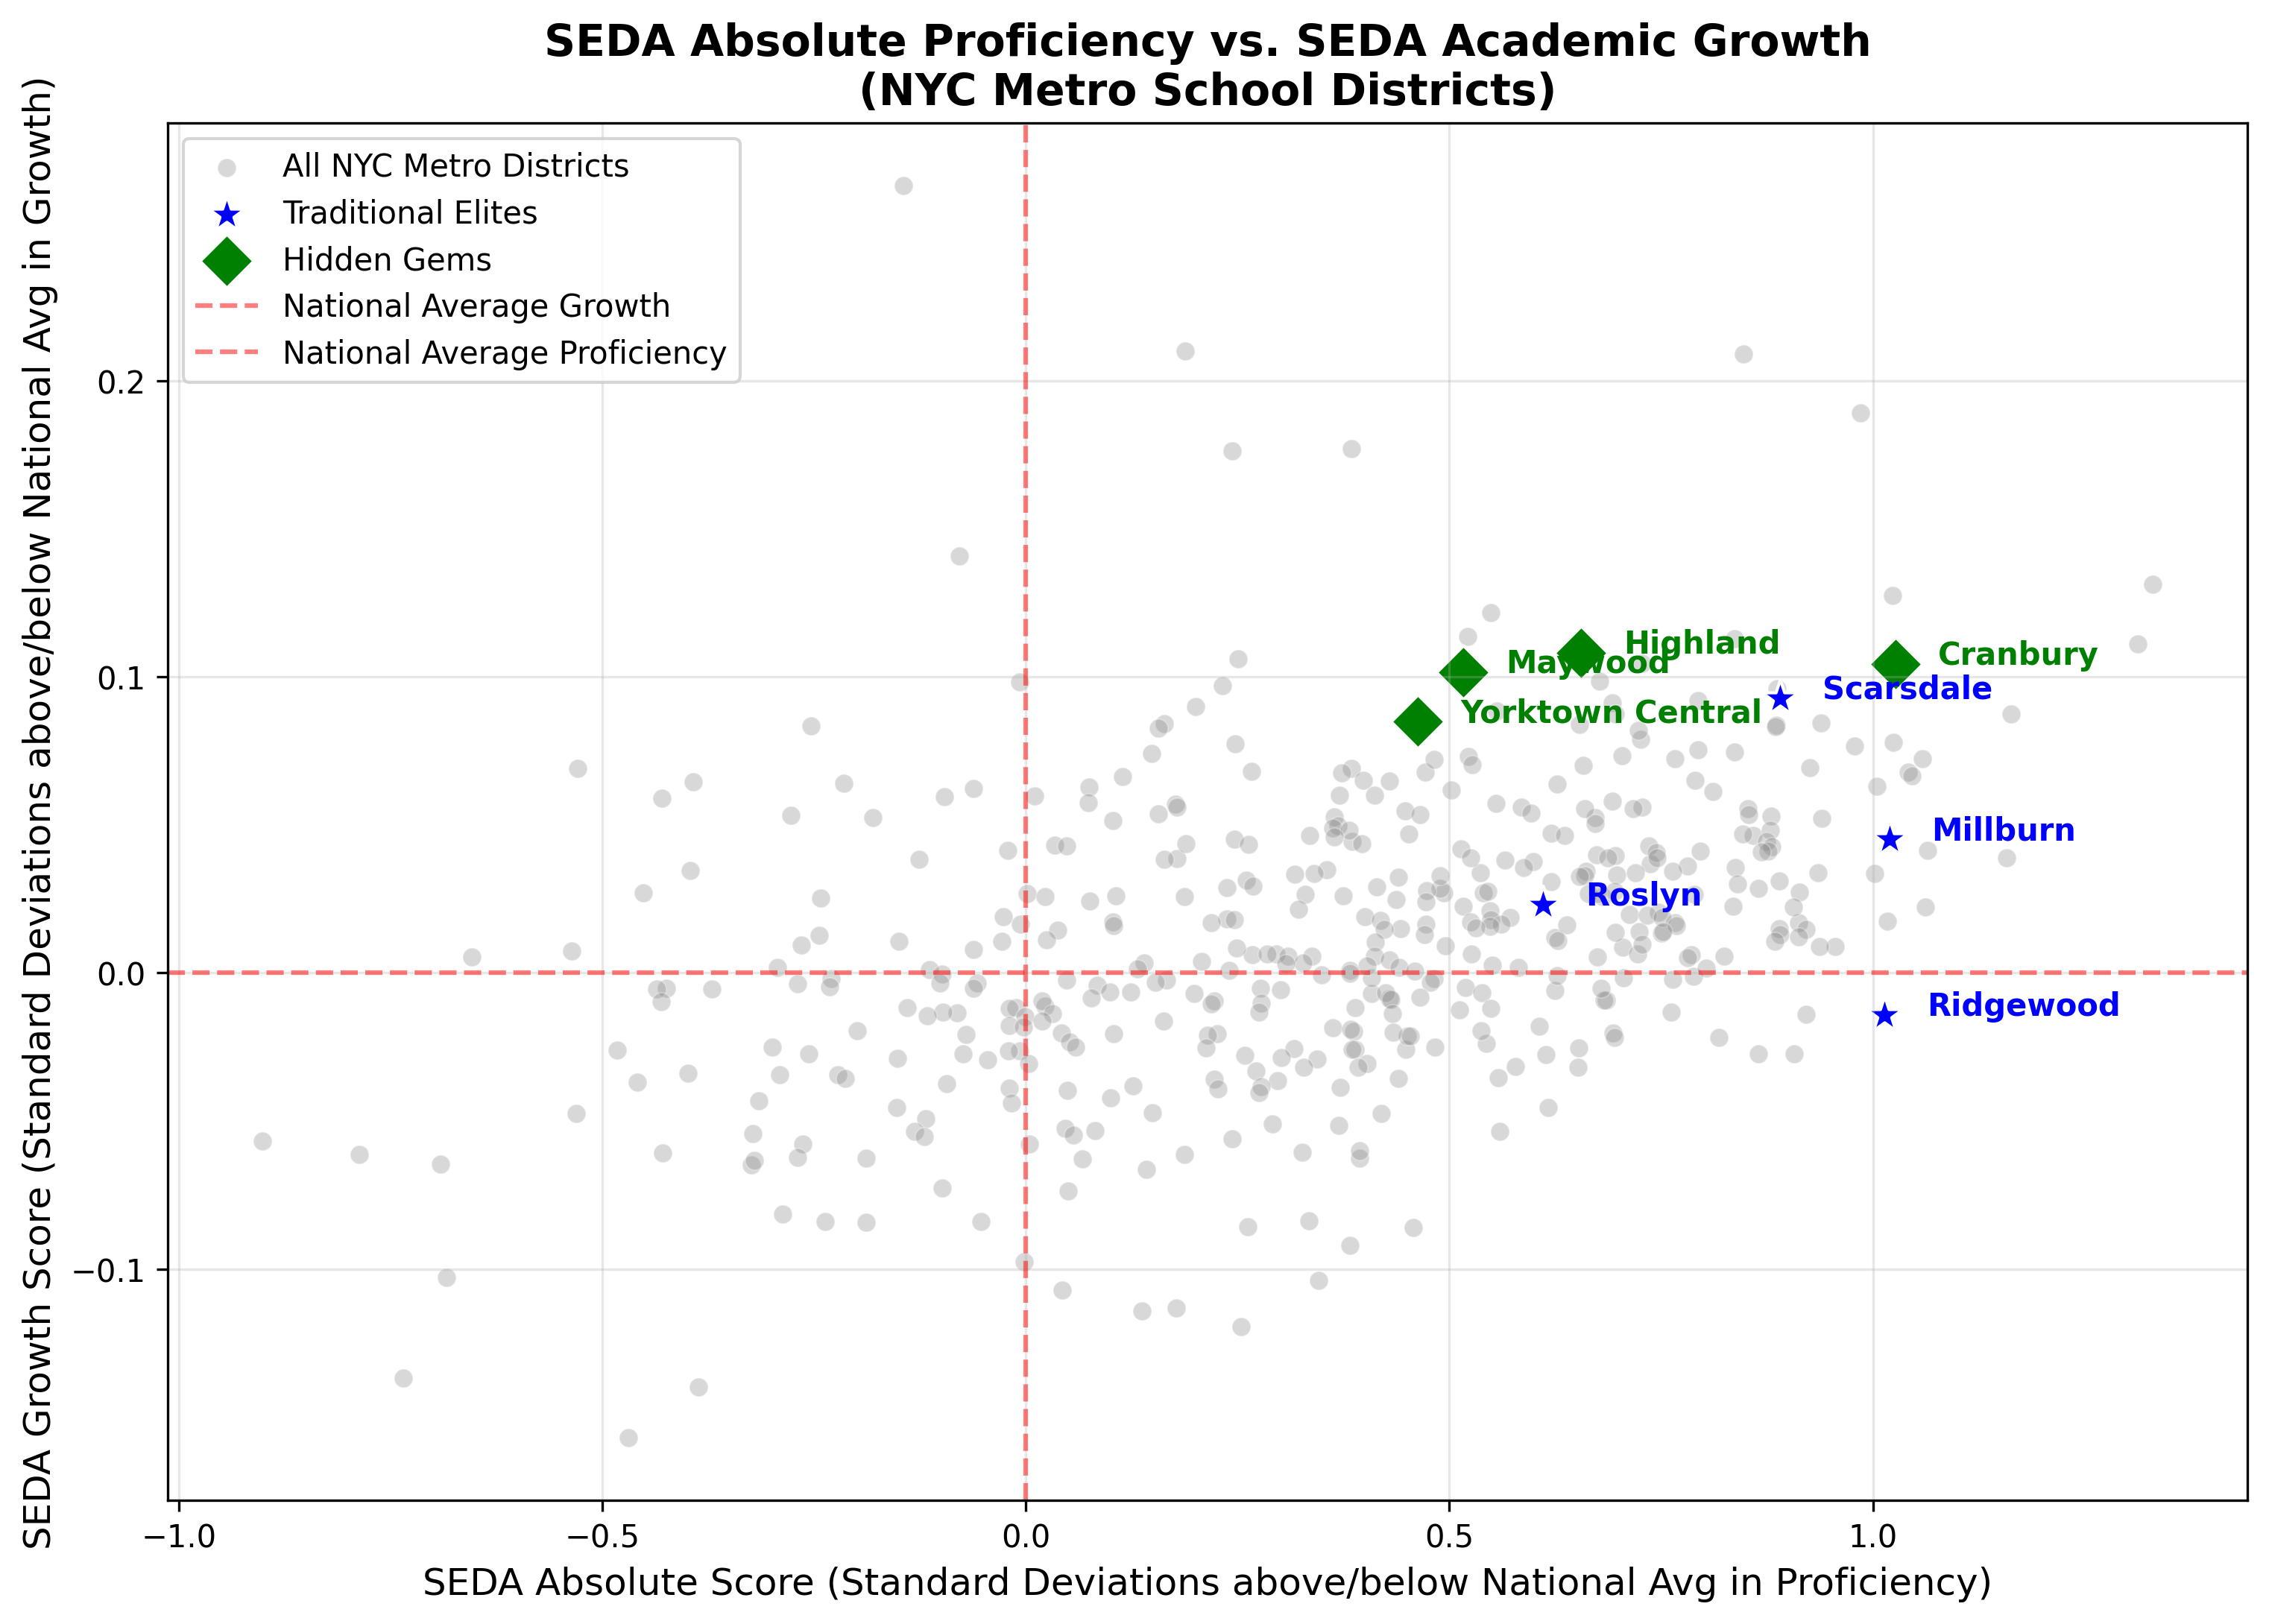 SEDA Absolute Proficiency vs. SEDA Academic Growth
(NYC Metro School Districts)
SEDA Growth Score (Standard Deviations above/below National Avg in Growth)
All NYC Metro Districts
Traditional Elites
Hidden Gems
National Average Growth
National Average Proficiency
0.2
0.1
0.0
−0.1
Highland
Maywood
Cranbury
Scarsdale
Yorktown Central
Millburn
Roslyn
Ridgewood
−1.0
−0.5
0.0
0.5
1.0
SEDA Absolute Score (Standard Deviations above/below National Avg in Proficiency)